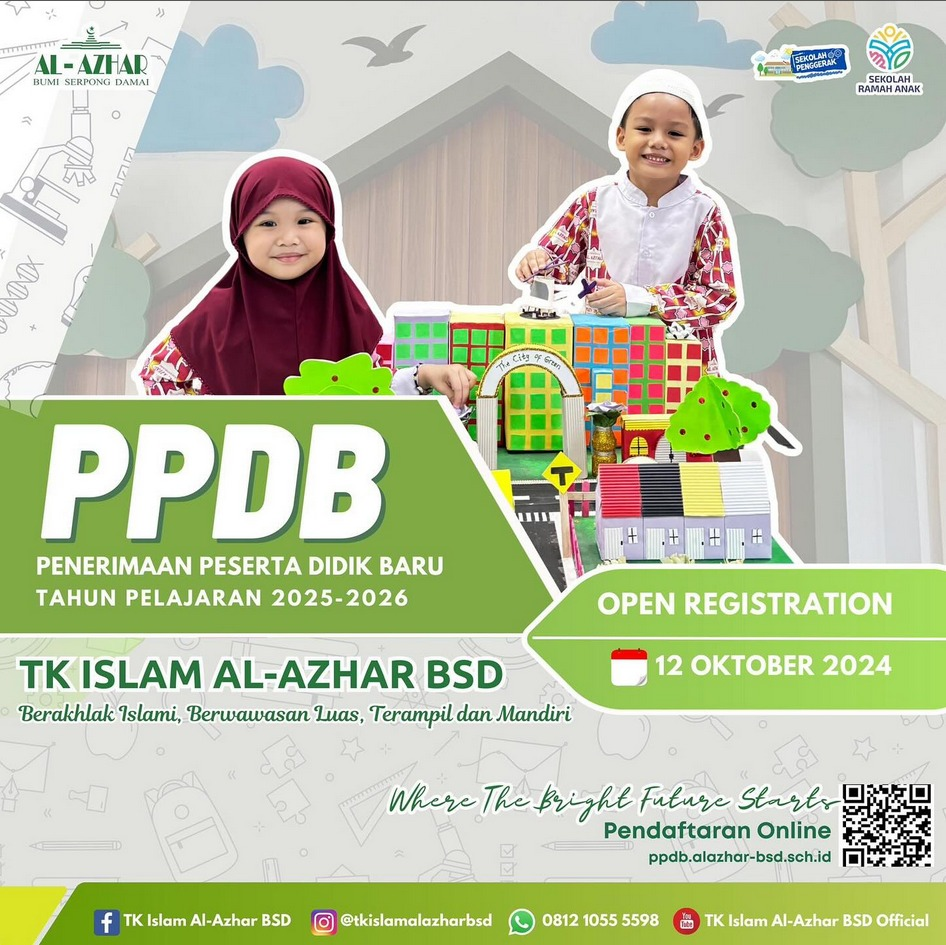 AL-AZHAR
BUMI SERPONG DAMAI
SEKOLAH
PENGGERAK
SEKOLAH
RAMAH ANAK
The City of Green
T
PPDB
PENERIMAAN PESERTA DIDIK BARU
TAHUN PELAJARAN 2025-2026
OPEN REGISTRATION
12 OKTOBER 2024
TK ISLAM AL-AZHAR BSD
Berakhlak Islami, Berwawasan Luas, Terampil dan Mandiri
Where The Bright Future Starts
Pendaftaran Online
ppdb.alazhar-bsd.sch.id
TK Islam Al-Azhar BSD
@tkislamalazharbsd
0812 1055 5598
TK Islam Al-Azhar BSD Official